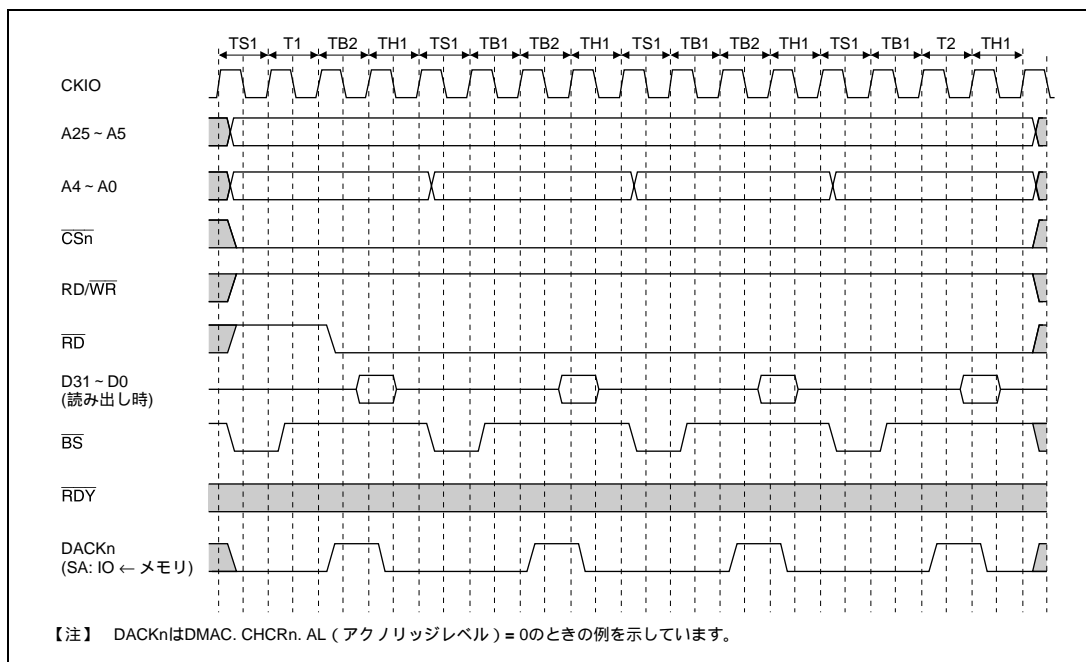 TS1 T1 TB2 TH1 TS1 TB1 TB2 TH1 TS1 TB1 TB2 TH1 TS1 TB1 T2 TH1
CKIO
A25 ~ A5
A4 ~ A0
CSn
RD/WR
RD
D31 ~ D0
(読み出し時)
BS
RDY
DACKn
(SA: IO ← メモリ)
【注】 DACKnはDMAC. CHCRn. AL ( アクノリッジレベル ) = 0のときの例を示しています。